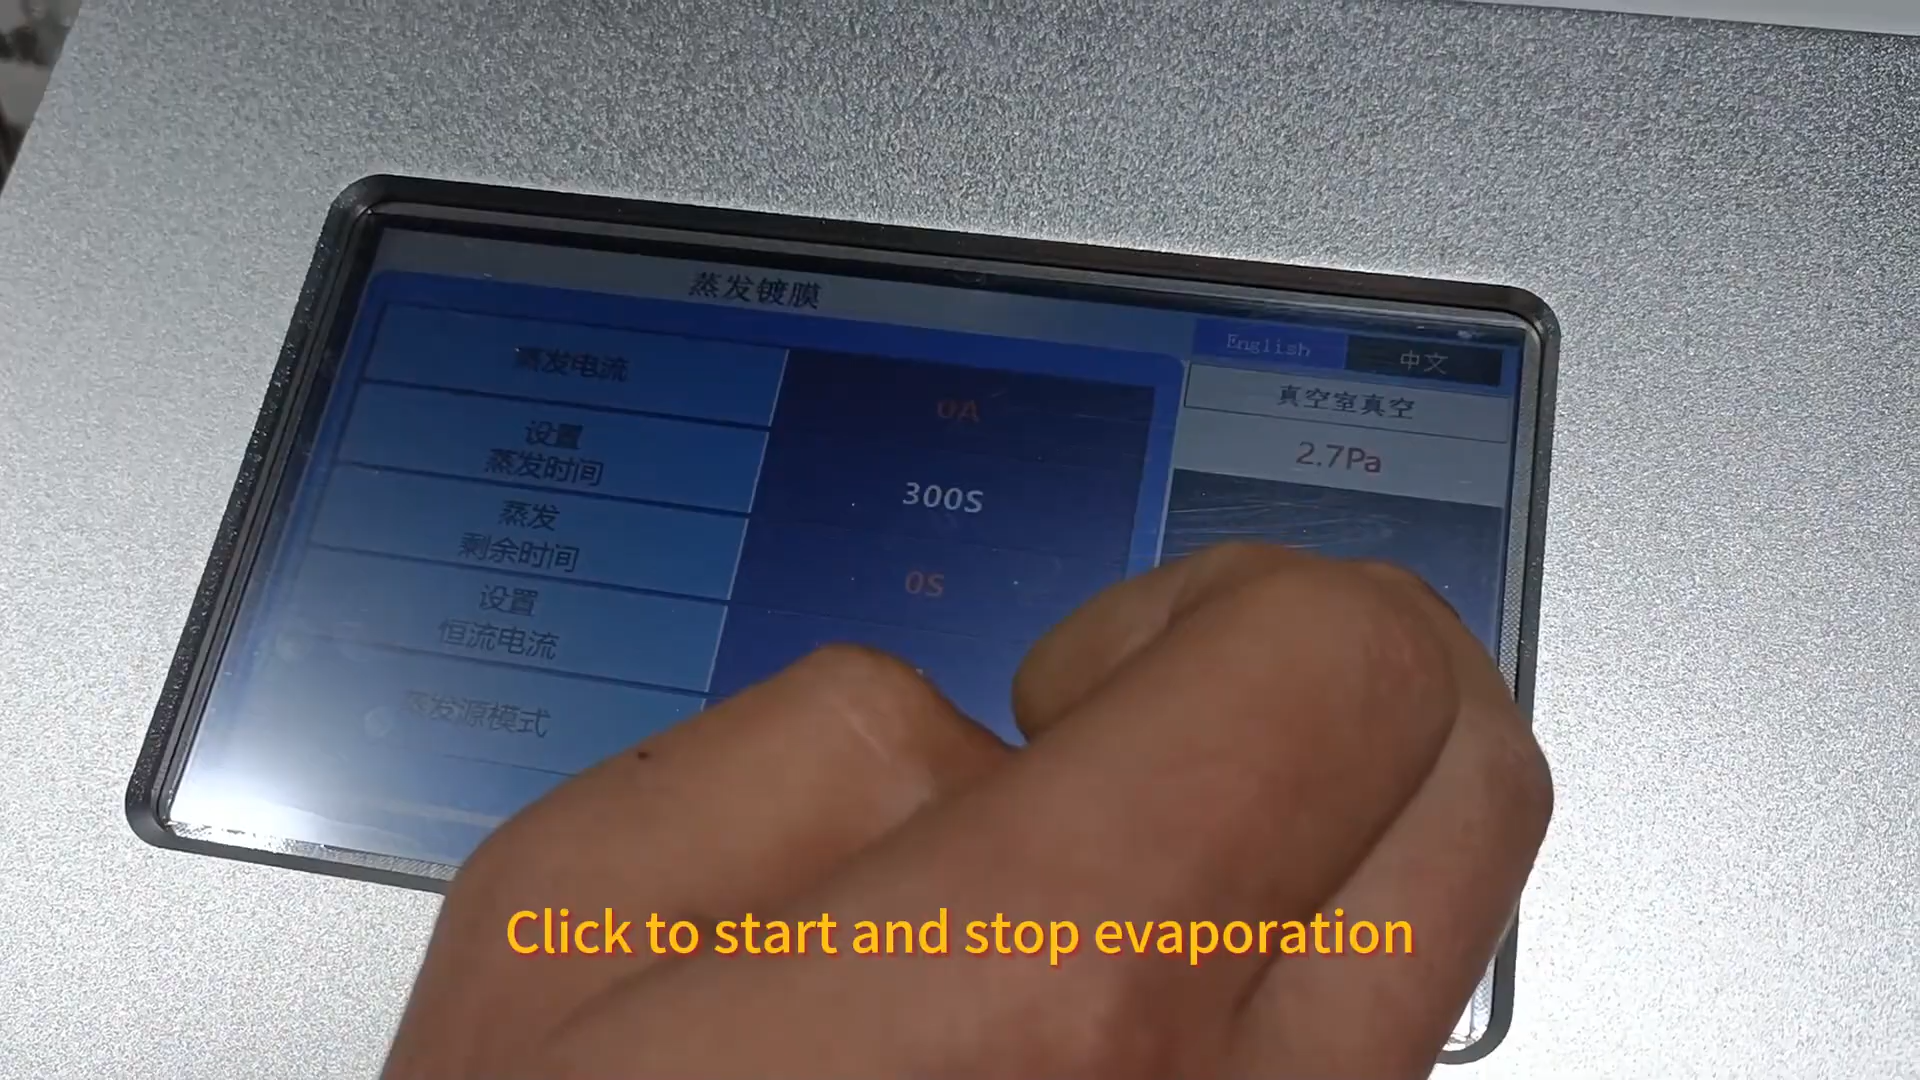 蒸发镀膜
English
中文
蒸发电流
0A
真空室真空
2.7Pa
设置
蒸发时间
300S
蒸发
剩余时间
0S
设置
恒流电流
蒸发源模式
Click to start and stop evaporation